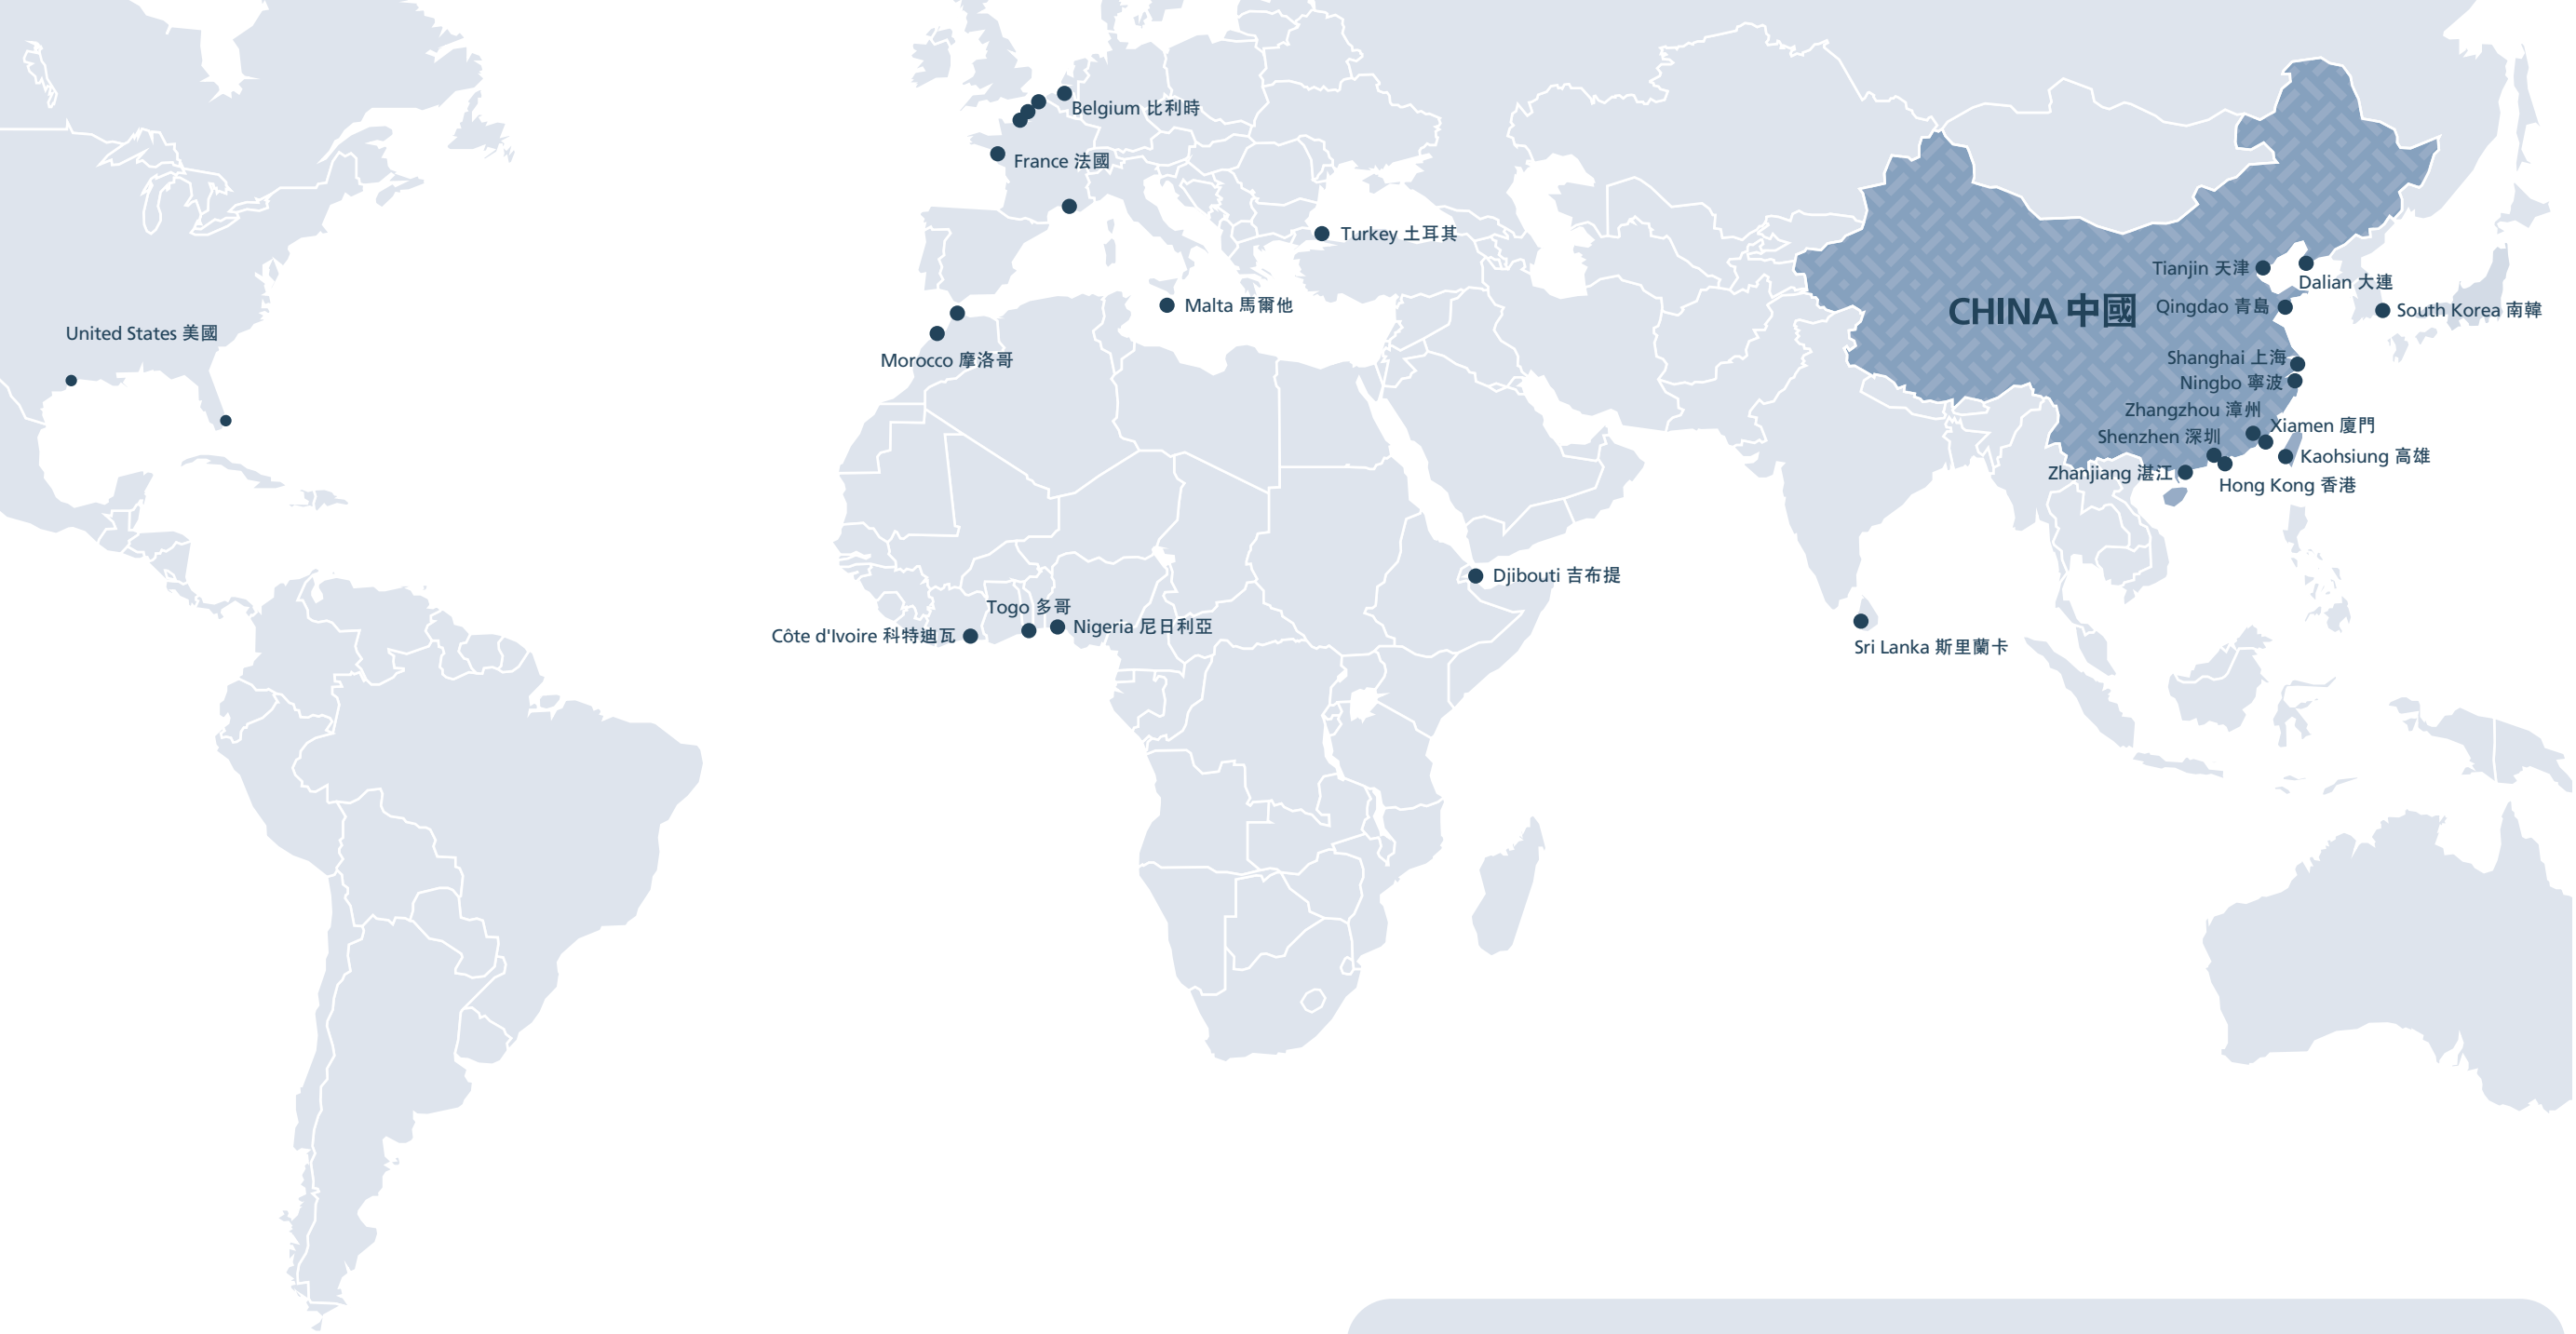 Belgium 比利時
France 法國
Turkey 土耳其
Tianjin 天津
Dalian 大連
Malta 馬爾他
CHINA 中國
Qingdao 青島
South Korea 南韓
United States 美國
Morocco 摩洛哥
Shanghai 上海
Ningbo 寧波
Zhangzhou 漳州
Xiamen 廈門
Shenzhen 深圳
Kaohsiung 高雄
Zhanjiang 湛江
Hong Kong 香港
Djibouti 吉布提
Togo 多哥
Nigeria 尼日利亞
Côte d'Ivoire 科特迪瓦
Sri Lanka 斯里蘭卡